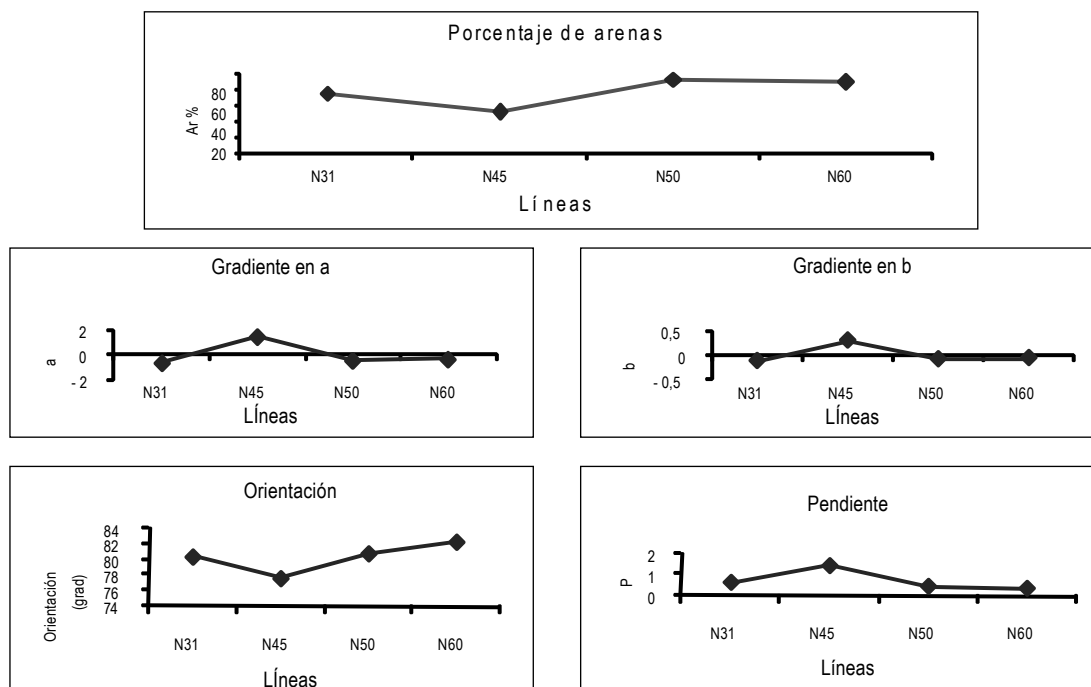 Porcentaje de arenas
Ar %
80
60
40
20
N31 N45 N50 N60
Líneas
Gradiente en a
a
2
0
- 2
N31 N45 N50 N60
LÍneas
Gradiente en b
b
0,5
0
- 0,5
N31 N45 N50 N60
LÍneas
Orientación
Orientación
(grad)
84
82
80
78
76
74
N31 N45 N50 N60
LÍneas
Pendiente
P
2
1
0
N31 N45 N50 N60
Líneas